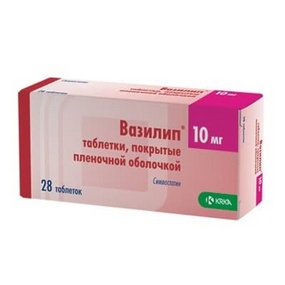 Вазилип® 10 мг
таблетки, покрытые
пленочной оболочкой
Симвастатин
28 таблеток
KRKA